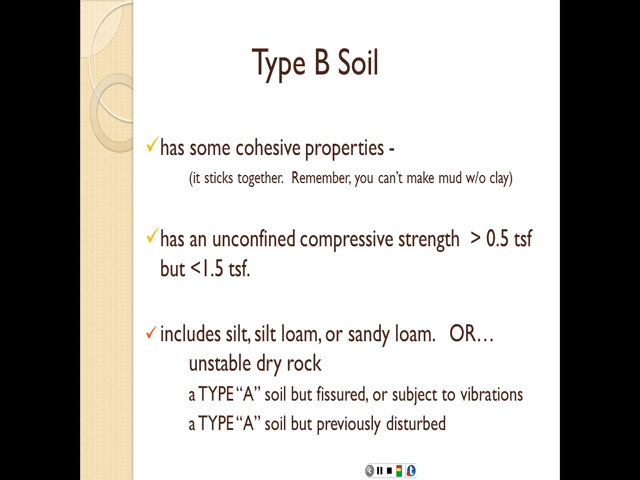 Type B Soil
has some cohesive properties -
(it sticks together. Remember, you can't make mud w/o clay)
has an unconfined compressive strength > 0.5 tsf
but <1.5 tsf.
includes silt, silt loam, or sandy loam. OR…
unstable dry rock
a TYPE “A” soil but fissured, or subject to vibrations
a TYPE “A” soil but previously disturbed